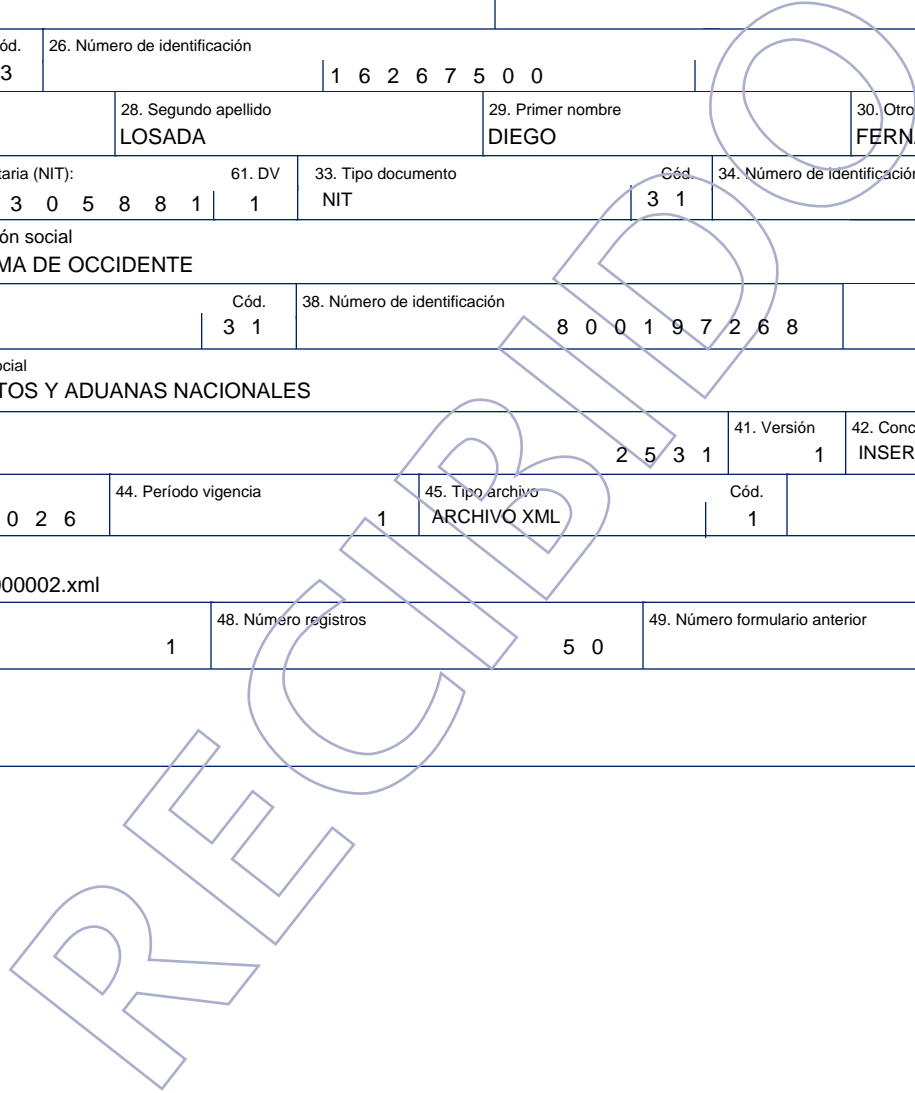 ód. 26. Número de identificación
3 1 6 2 6 7 5 0 0
28. Segundo apellido 29. Primer nombre 30. Otro
LOSADA DIEGO FERNA
taria (NIT): 61. DV 33. Tipo documento Cód. 34. Número de identificación
3 0 5 8 8 1 1 NIT 3 1
ón social
MA DE OCCIDENTE
Cód. 38. Número de identificación
3 1 8 0 0 1 9 7 2 6 8
ocial
TOS Y ADUANAS NACIONALES
41. Versión 42. Conc
2 5 3 1 1 INSER
44. Período vigencia 45. Tipo archivo Cód.
0 2 6 1 ARCHIVO XML 1
000002.xml
48. Número registros 49. Número formulario anterior
1 5 0
RECIBIDO